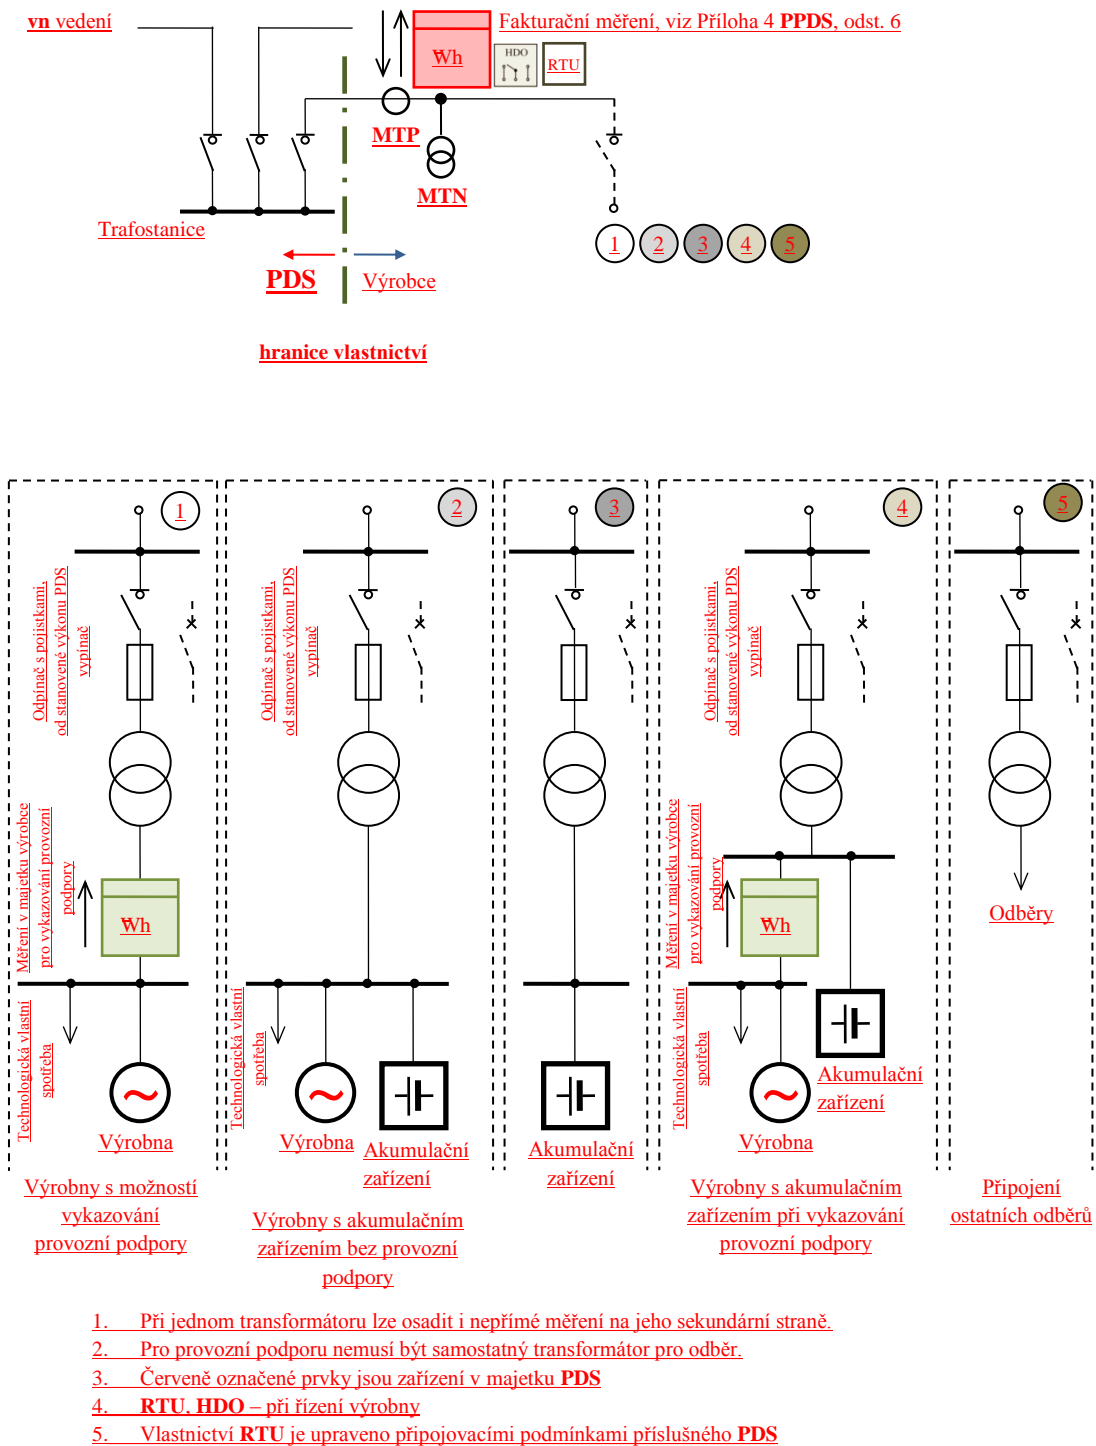 vn vedení
Fakturační měření, viz Příloha 4 PPDS, odst. 6
Wh
HDO
RTU
MTP
MTN
Trafostanice
1 2 3 4 5
PDS
Výrobce
hranice vlastnictví
1
Odpínač s pojistkami,
od stanovené výkonu PDS
vypínač
Měření v majetku výrobce
pro vykazování provozní
podpory
Wh
Technologická vlastní
spotřeba
Výrobna
Výrobny s možností
vykazování
provozní podpory
2
Odpínač s pojistkami,
od stanovené výkonu PDS
vypínač
Technologická vlastní
spotřeba
Výrobna
Akumulační
zařízení
Výrobny s akumulačním
zařízením bez provozní
podpory
3
Akumulační
zařízení
4
Odpínač s pojistkami,
od stanovené výkonu PDS
vypínač
Měření v majetku výrobce
pro vykazování provozní
podpory
Wh
Technologická vlastní
spotřeba
Akumulační
zařízení
Výrobna
Výrobny s akumulačním
zařízením při vykazování
provozní podpory
5
Odběry
Připojení
ostatních odběrů
1. Při jednom transformátoru lze osadit i nepřímé měření na jeho sekundární straně.
2. Pro provozní podporu nemusí být samostatný transformátor pro odběr.
3. Červeně označené prvky jsou zařízení v majetku PDS
4. RTU, HDO – při řízení výrobny
5. Vlastnictví RTU je upraveno připojovacími podmínkami příslušného PDS